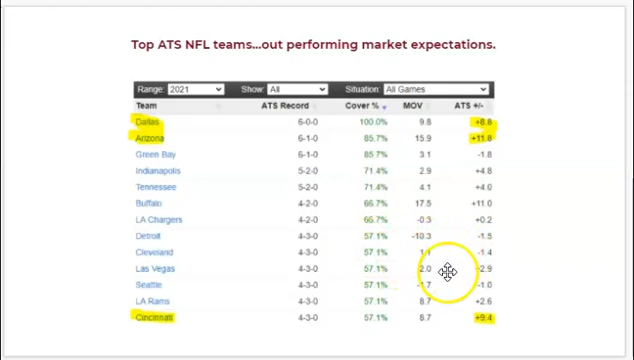 Top ATS NFL teams...out performing market expectations.
Range: 2021 Show: All Situation: All Games
Team ATS Record Cover % MOV ATS +/-
Dallas 6-0-0 100.0% 9.8 +8.8
Arizona 6-1-0 85.7% 15.9 +11.8
Green Bay 6-1-0 85.7% 3.1 -1.8
Indianapolis 5-2-0 71.4% 2.9 +4.8
Tennessee 5-2-0 71.4% 4.1 +4.0
Buffalo 4-2-0 66.7% 17.5 +11.0
LA Chargers 4-2-0 66.7% -0.3 +0.2
Detroit 4-3-0 57.1% -10.3 -1.5
Cleveland 4-3-0 57.1% -1.4
Las Vegas 4-3-0 57.1% 2.0 +2.9
Seattle 4-3-0 57.1% -1.7 -1.0
LA Rams 4-3-0 57.1% 8.7 +2.6
Cincinnati 4-3-0 57.1% 8.7 +9.4